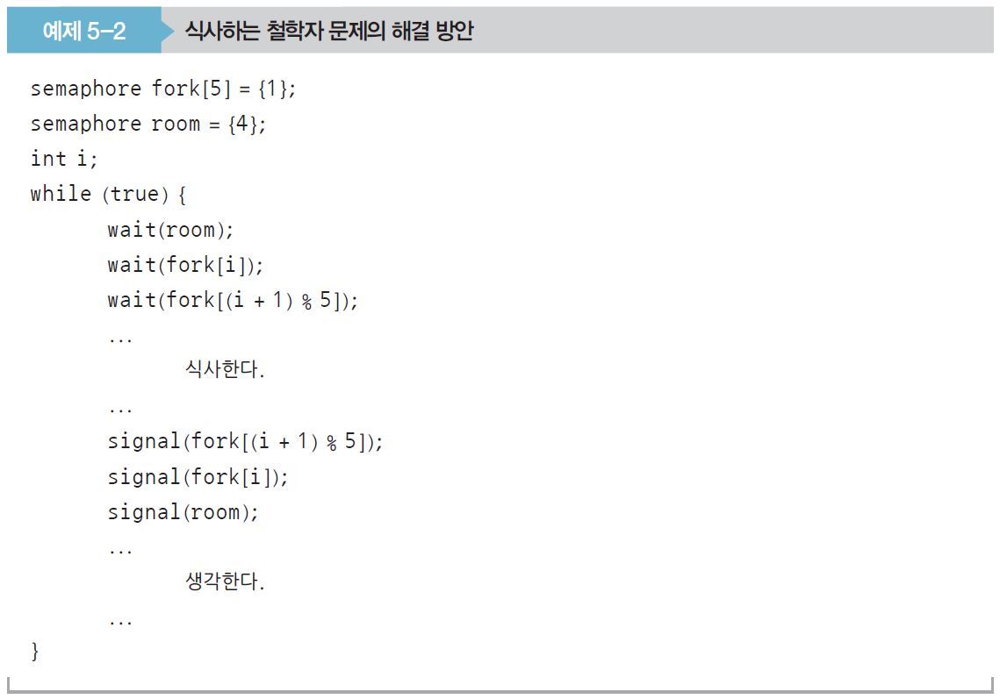 예제 5-2 식사하는 철학자 문제의 해결 방안
semaphore fork[5] = {1};
semaphore room = {4};
int i;
while (true) {
wait(room);
wait(fork[i]);
wait(fork[(i + 1) % 5]);
...
식사한다.
...
signal(fork[(i + 1) % 5]);
signal(fork[i]);
signal(room);
...
생각한다.
...
}